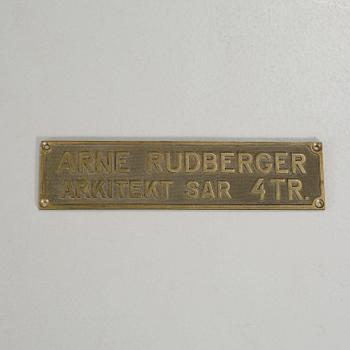 ARNE RUDBERGER
ARKITEKT SAR 4TR.